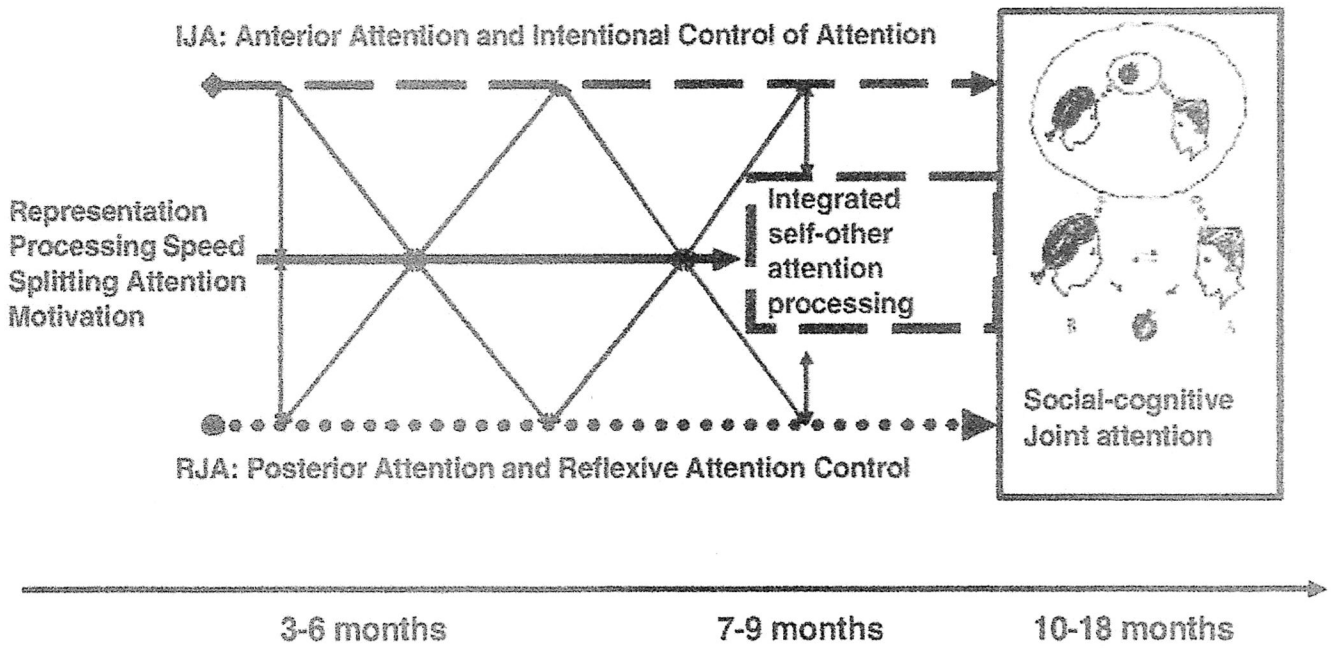 IJA: Anterior Attention and Intentional Control of Attention
Representation
Processing Speed
Splitting Attention
Motivation
Integrated
self-other
attention
processing
B
A
Social-cognitive
Joint attention
RJA: Posterior Attention and Reflexive Attention Control
3-6 months
7-9 months
10-18 months